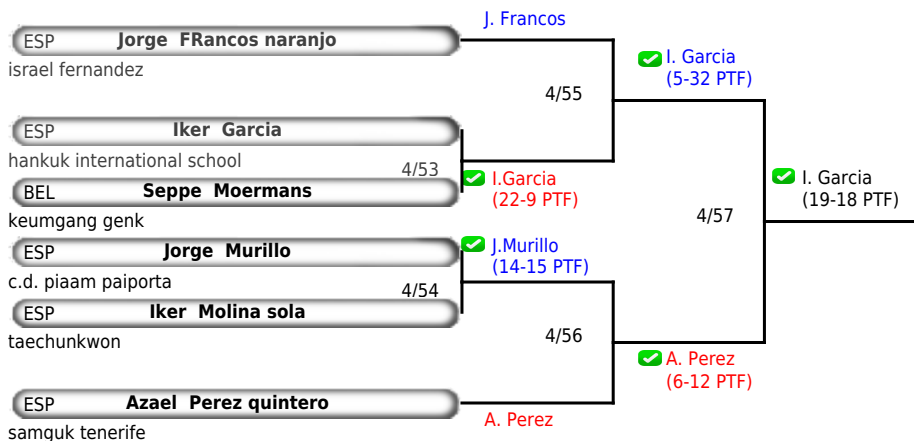 J. Francos
ESP Jorge FRancos naranjo
israel fernandez
I. Garcia
(5-32 PTF)
4/55
ESP Iker Garcia
hankuk international school
4/53
BEL Seppe Moermans
keumgang genk
I.Garcia
(22-9 PTF)
I. Garcia
(19-18 PTF)
4/57
ESP Jorge Murillo
c.d. piaam paiporta
J.Murillo
(14-15 PTF)
4/54
ESP Iker Molina sola
taechunkwon
4/56
A. Perez
(6-12 PTF)
ESP Azael Perez quintero
samguk tenerife
A. Perez